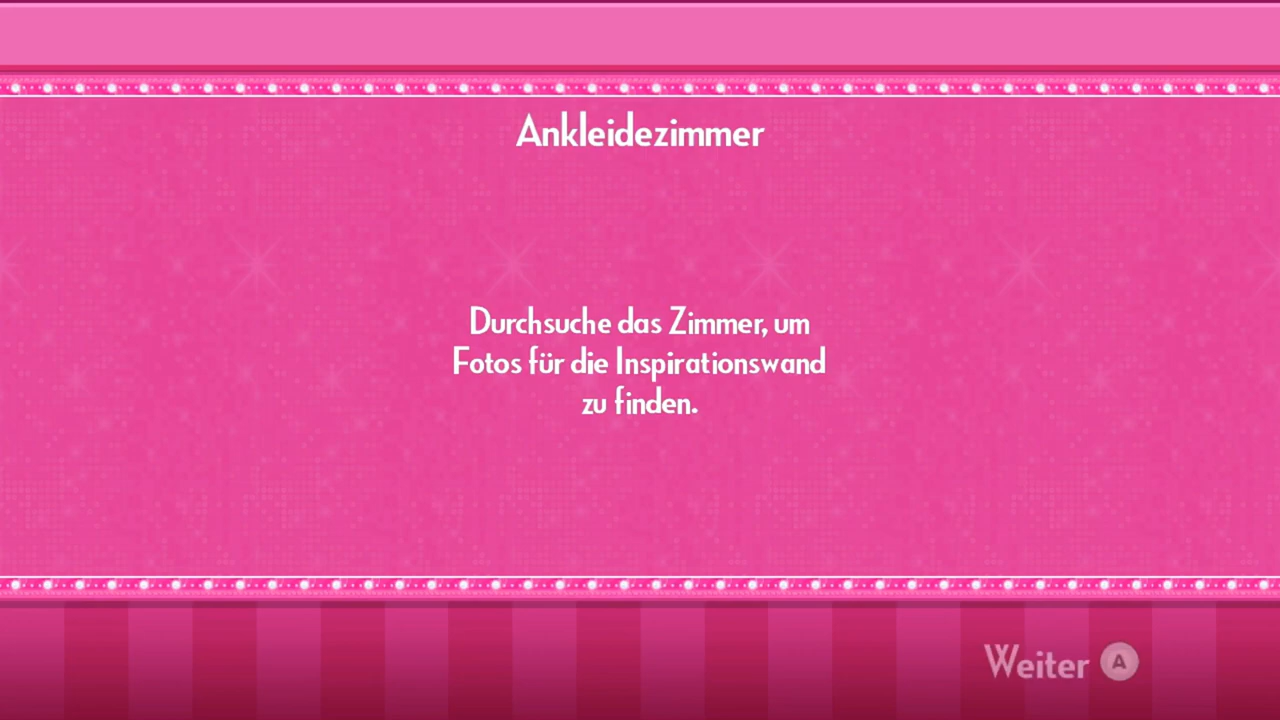 Ankleidezimmer
Durchsuche das Zimmer, um
Fotos für die Inspirationswand
zu finden.
Weiter A